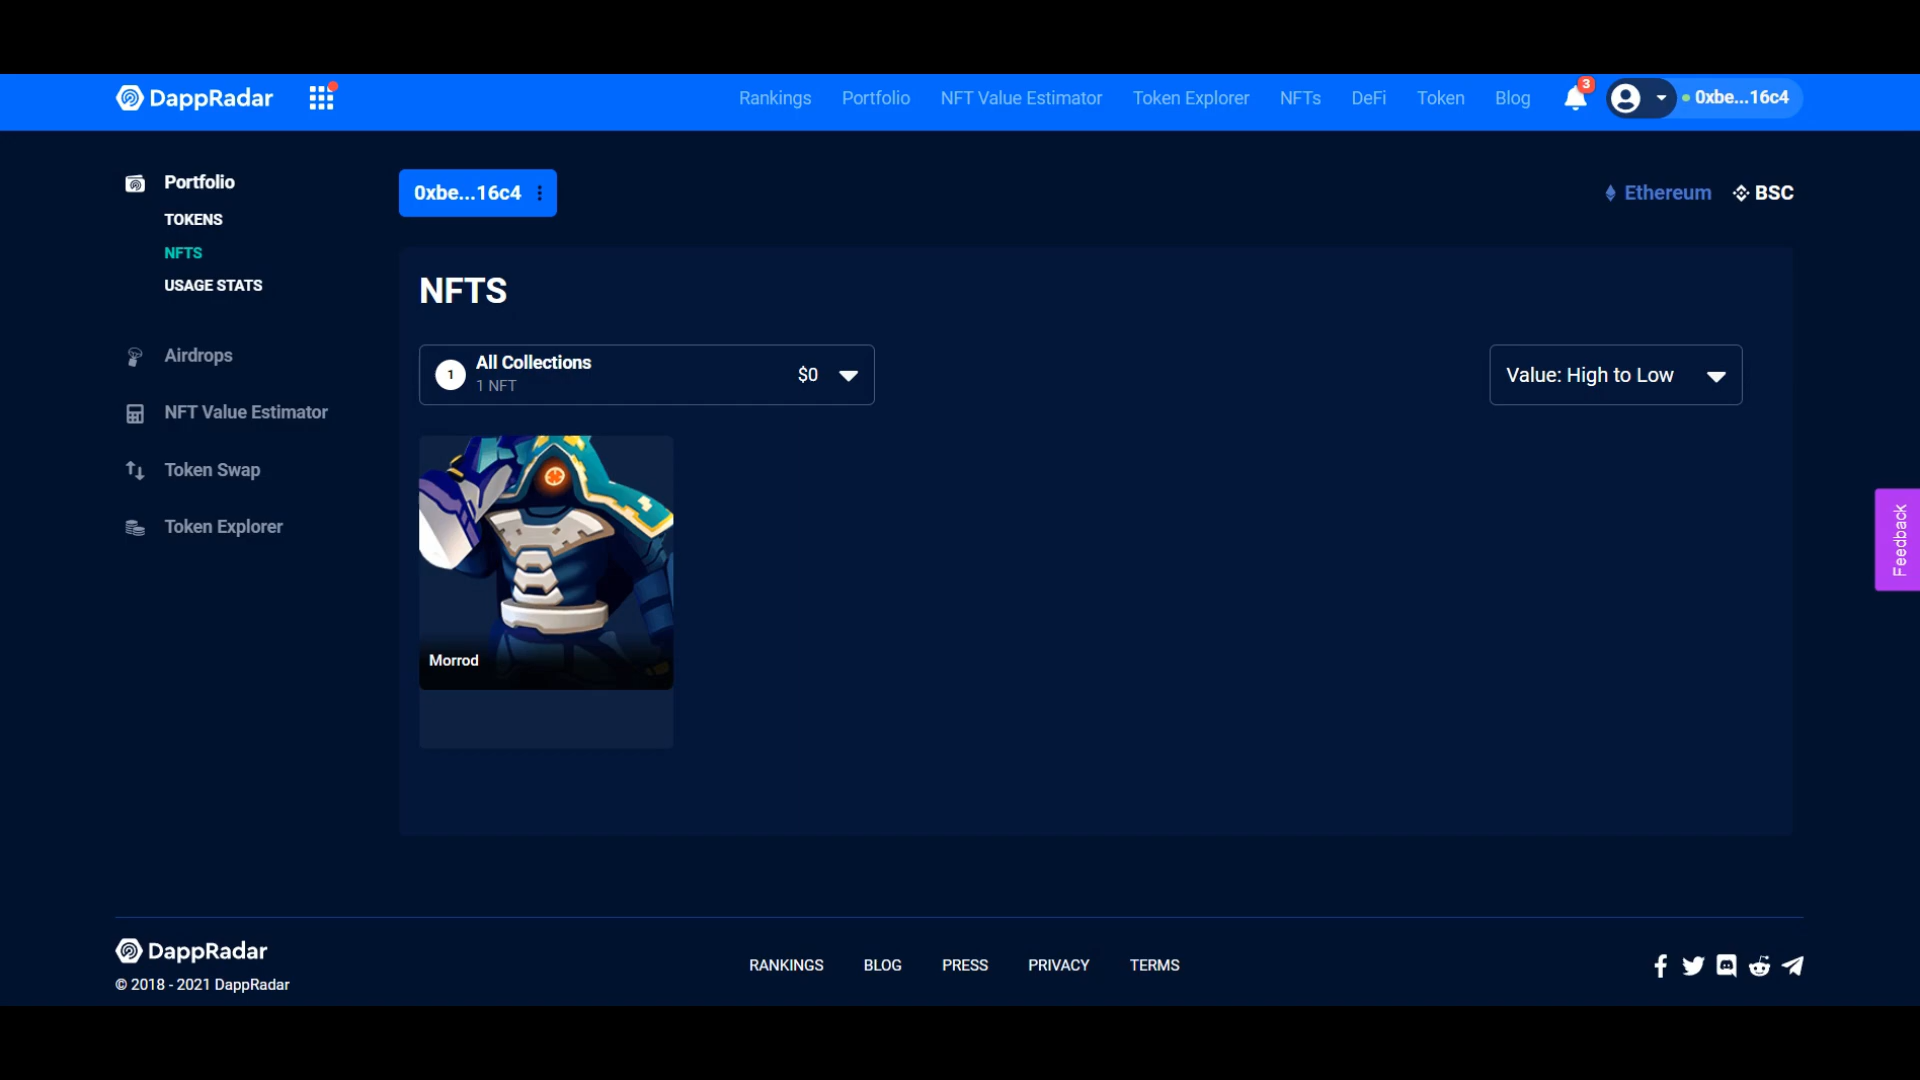 DappRadar
Rankings
Portfolio
NFT Value Estimator
Token Explorer
NFTs
DeFi
Token
Blog
3
0xbe...16c4
Portfolio
TOKENS
NFTS
USAGE STATS
Airdrops
NFT Value Estimator
Token Swap
Token Explorer
0xbe...16c4
Ethereum
BSC
NFTS
1
All Collections
1 NFT
$0
Value: High to Low
Morrod
Feedback
DappRadar
© 2018 - 2021 DappRadar
RANKINGS
BLOG
PRESS
PRIVACY
TERMS